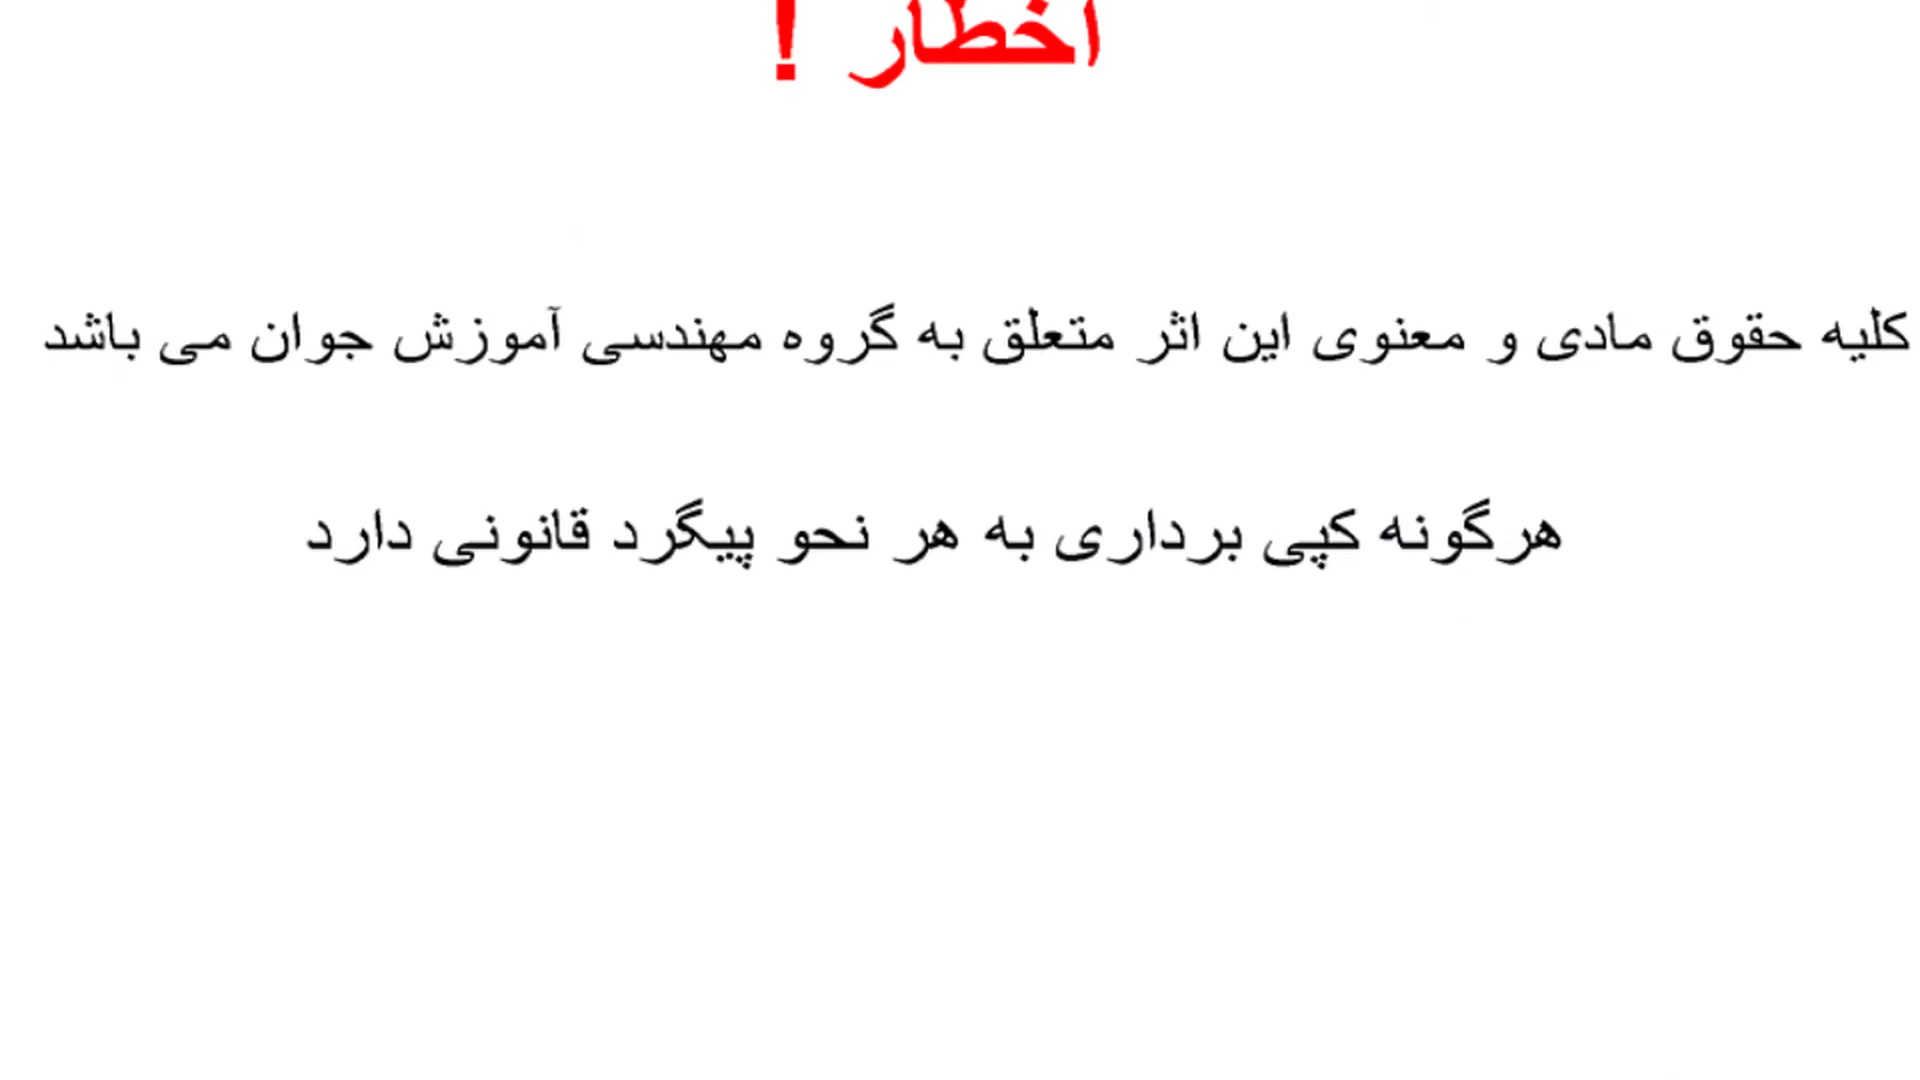 اخطار !
کلیه حقوق مادی و معنوی این اثر متعلق به گروه مهندسی آموزش جوان می باشد
هرگونه کپی برداری به هر نحو پیگرد قانونی دارد